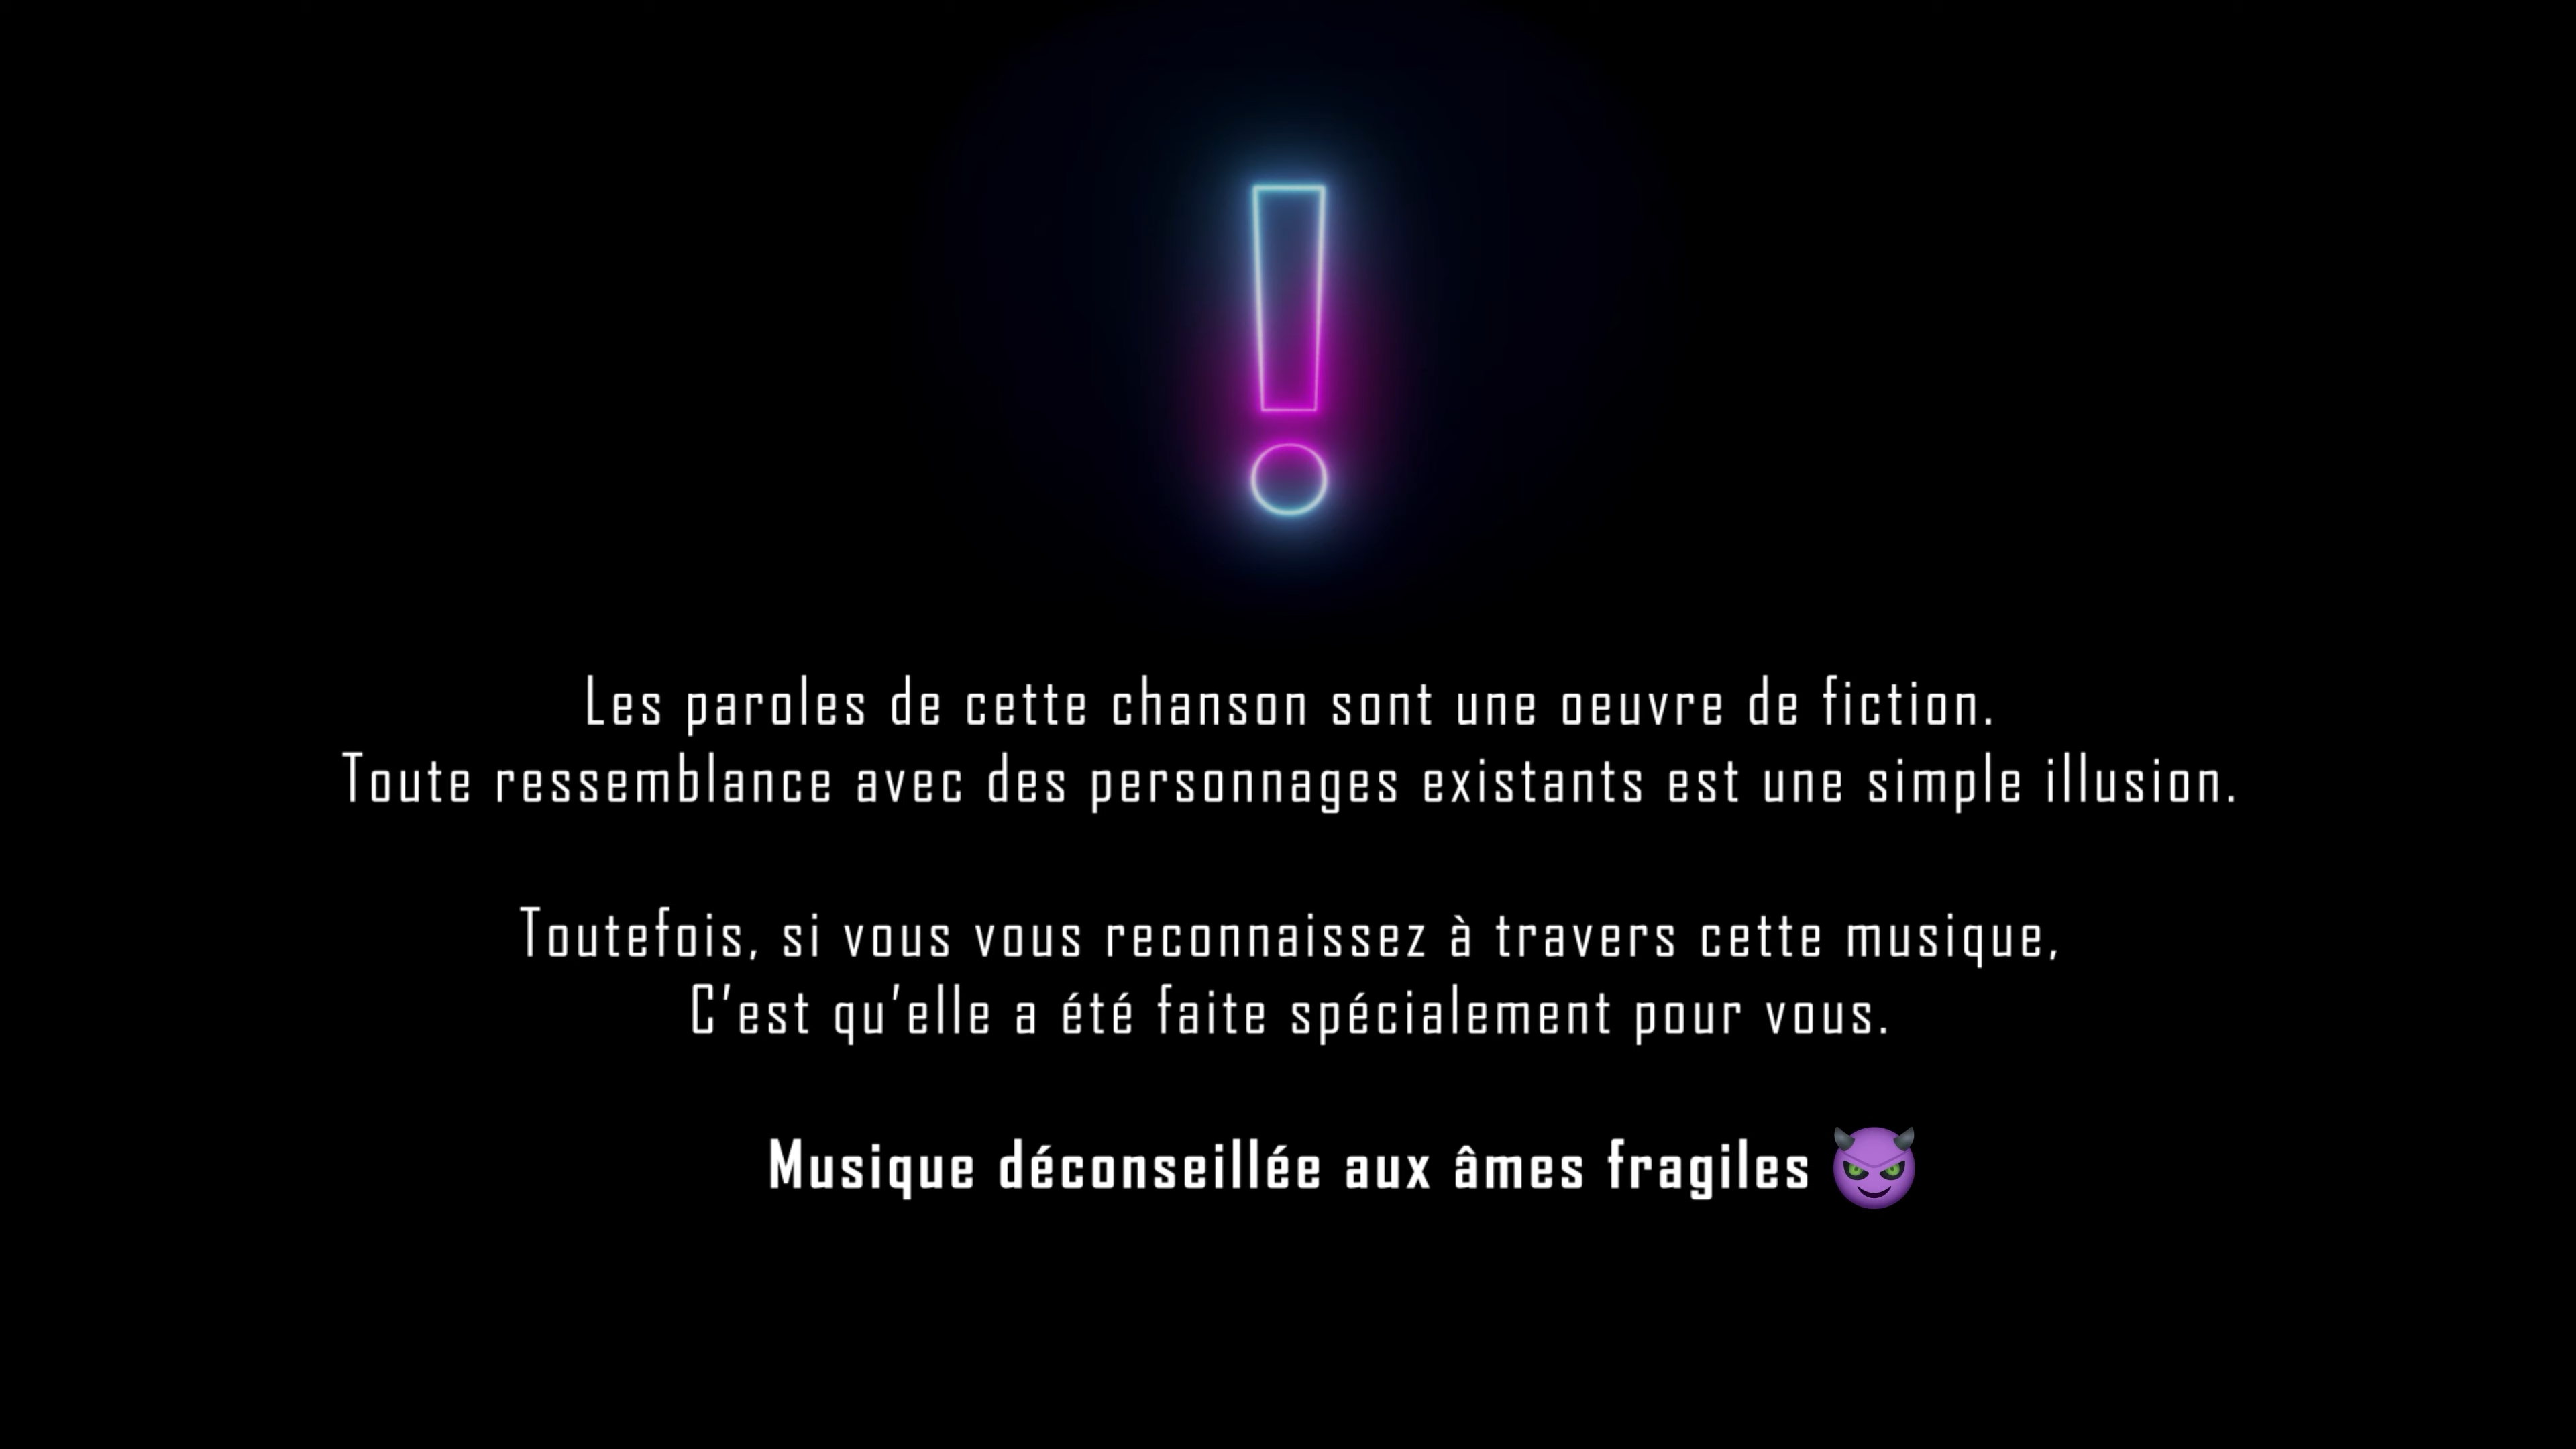 Les paroles de cette chanson sont une oeuvre de fiction.
Toute ressemblance avec des personnages existants est une simple illusion.
Toutefois, si vous vous reconnaissez à travers cette musique,
C'est qu'elle a été faite spécialement pour vous.
Musique déconseillée aux âmes fragiles 😈